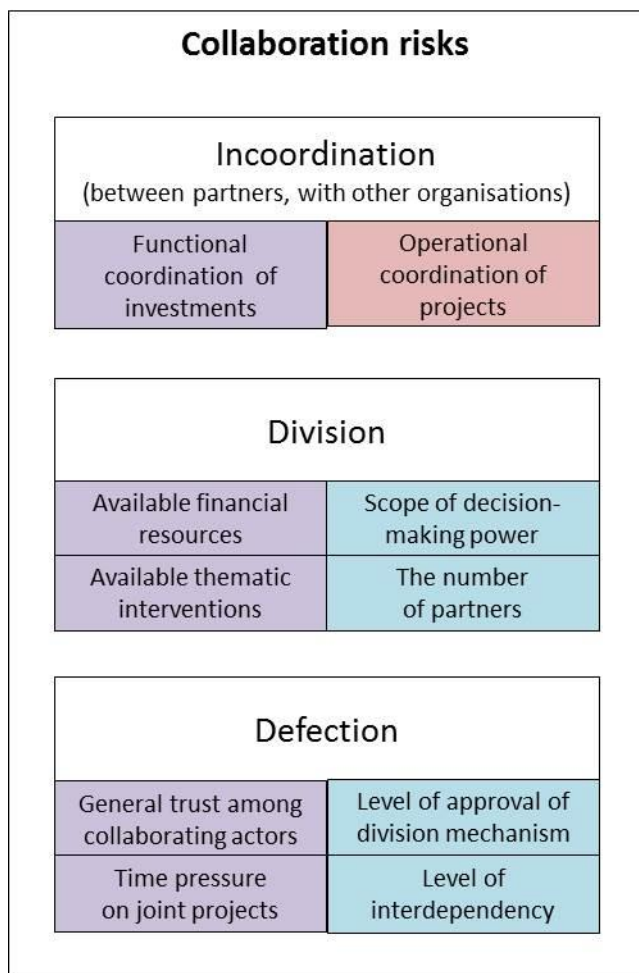 Collaboration risks
Incoordination
(between partners, with other organisations)
Functional
coordination of
investments
Operational
coordination of
projects
Division
Available financial
resources
Scope of decision-
making power
Available thematic
interventions
The number
of partners
Defection
General trust among
collaborating actors
Level of approval of
division mechanism
Time pressure
on joint projects
Level of
interdependency